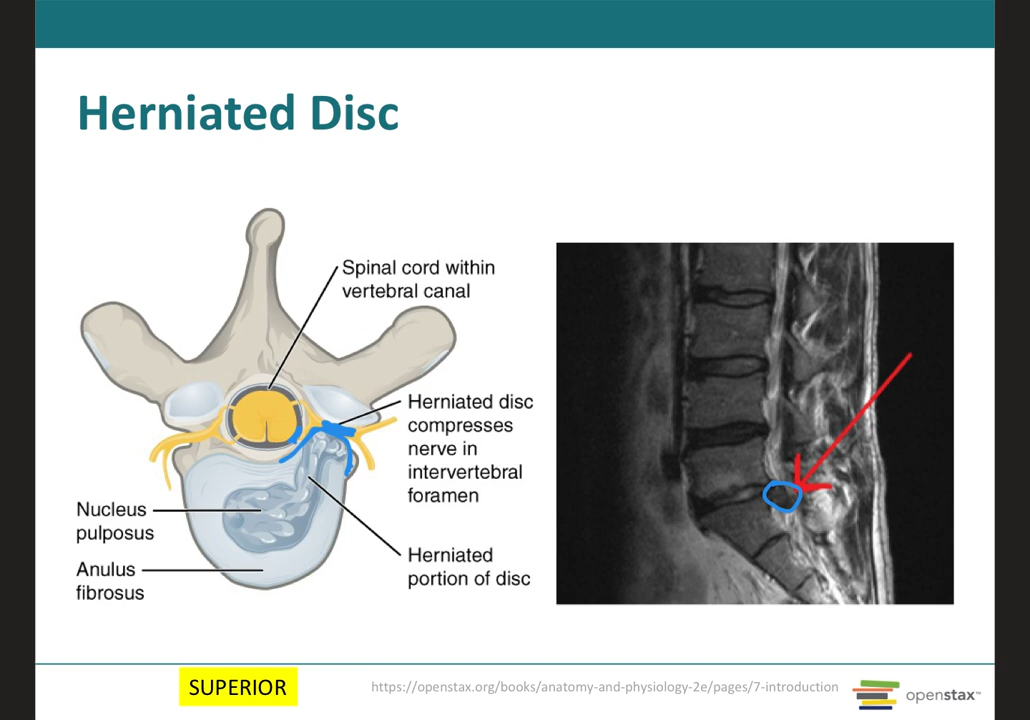 Herniated Disc
Spinal cord within
vertebral canal
Herniated disc
compresses
nerve in
intervertebral
foramen
Nucleus
pulposus
Anulus
fibrosus
Herniated
portion of disc
SUPERIOR
https://openstax.org/books/anatomy-and-physiology-2e/pages/7-introduction
openstax™